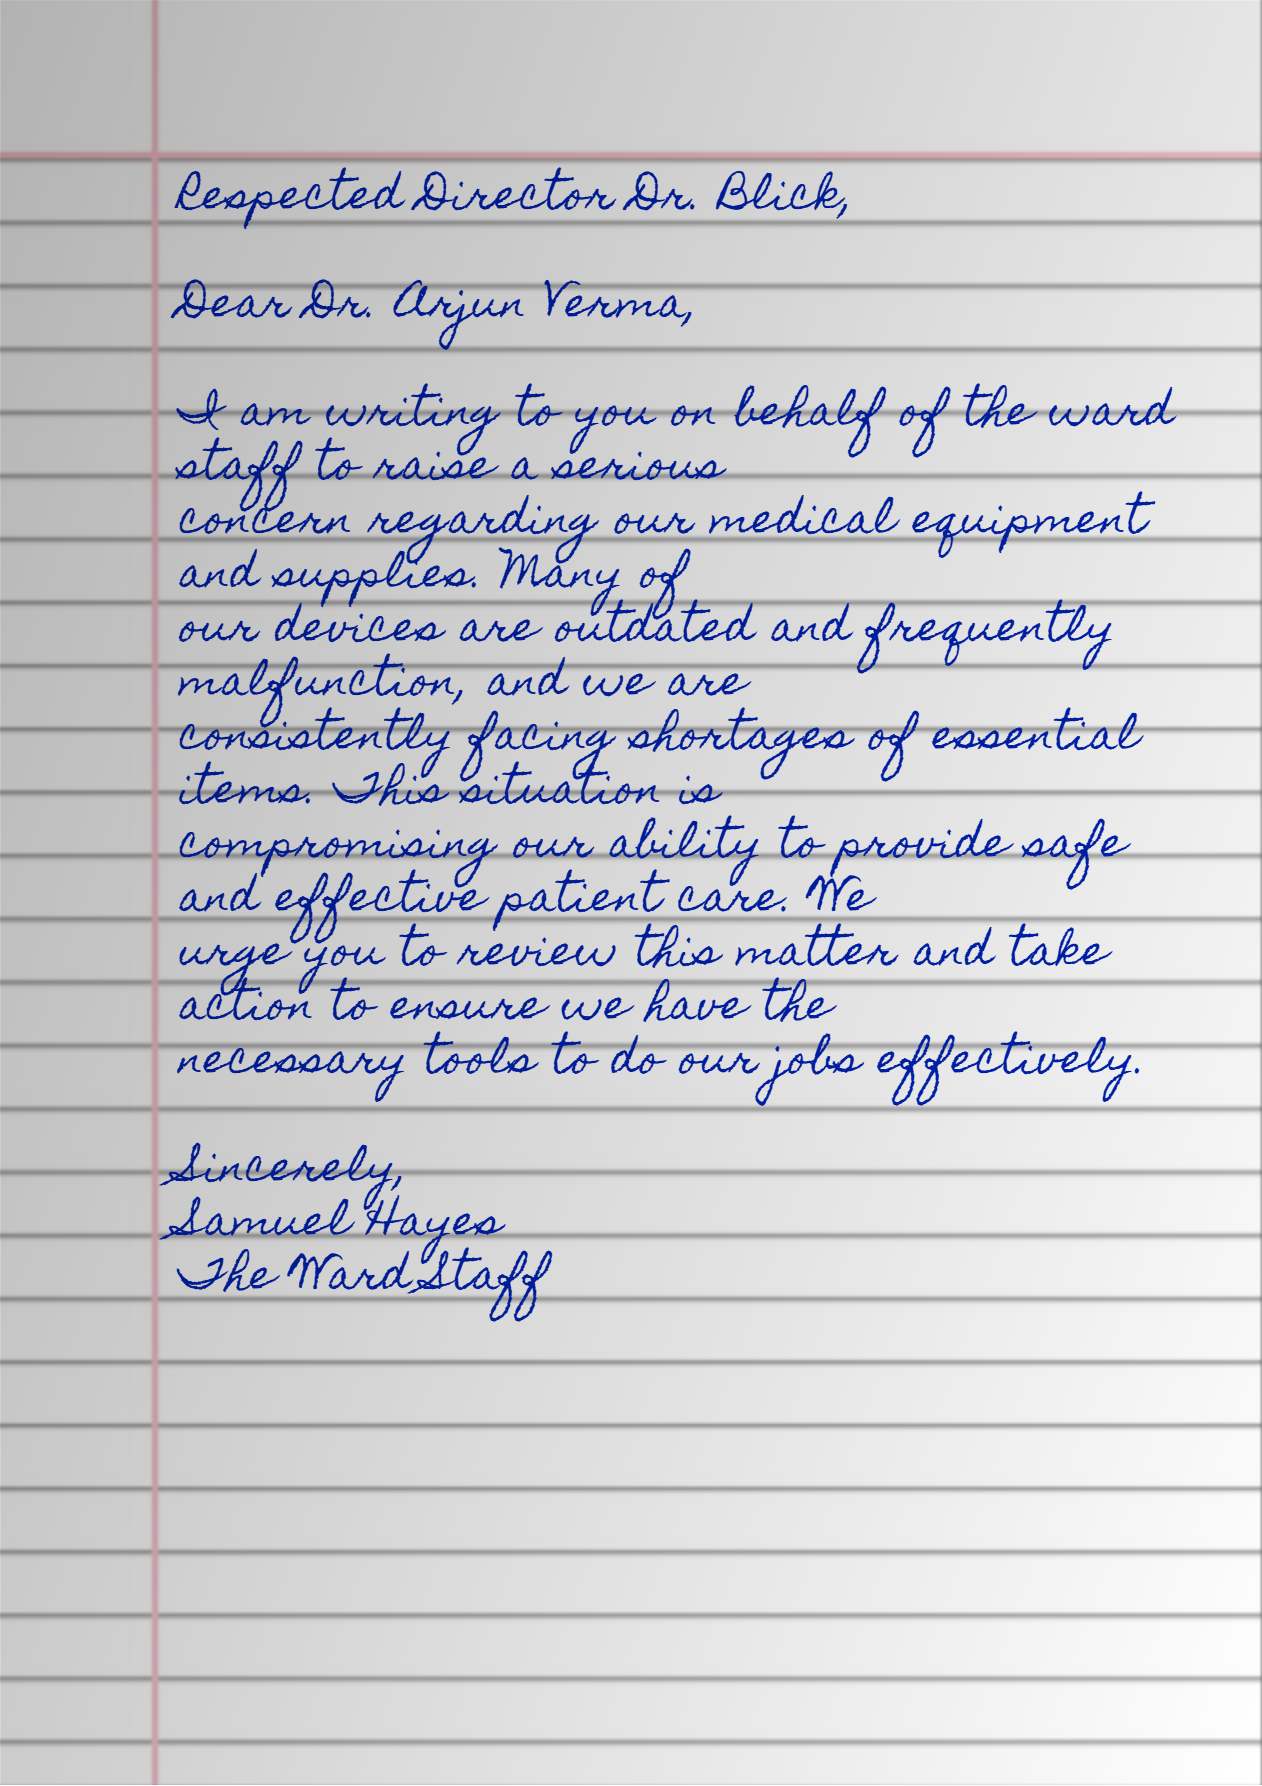 Respected Director Dr. Blick,
Dear Dr. Arjun Verma,
I am writing to you on behalf of the ward
staff to raise a serious
concern regarding our medical equipment
and supplies. Many of
our devices are outdated and frequently
malfunction, and we are
consistently facing shortages of essential
items. This situation is
compromising our ability to provide safe
and effective patient care. We
urge you to review this matter and take
action to ensure we have the
necessary tools to do our jobs effectively.
Sincerely,
Samuel Hayes
The Ward Staff